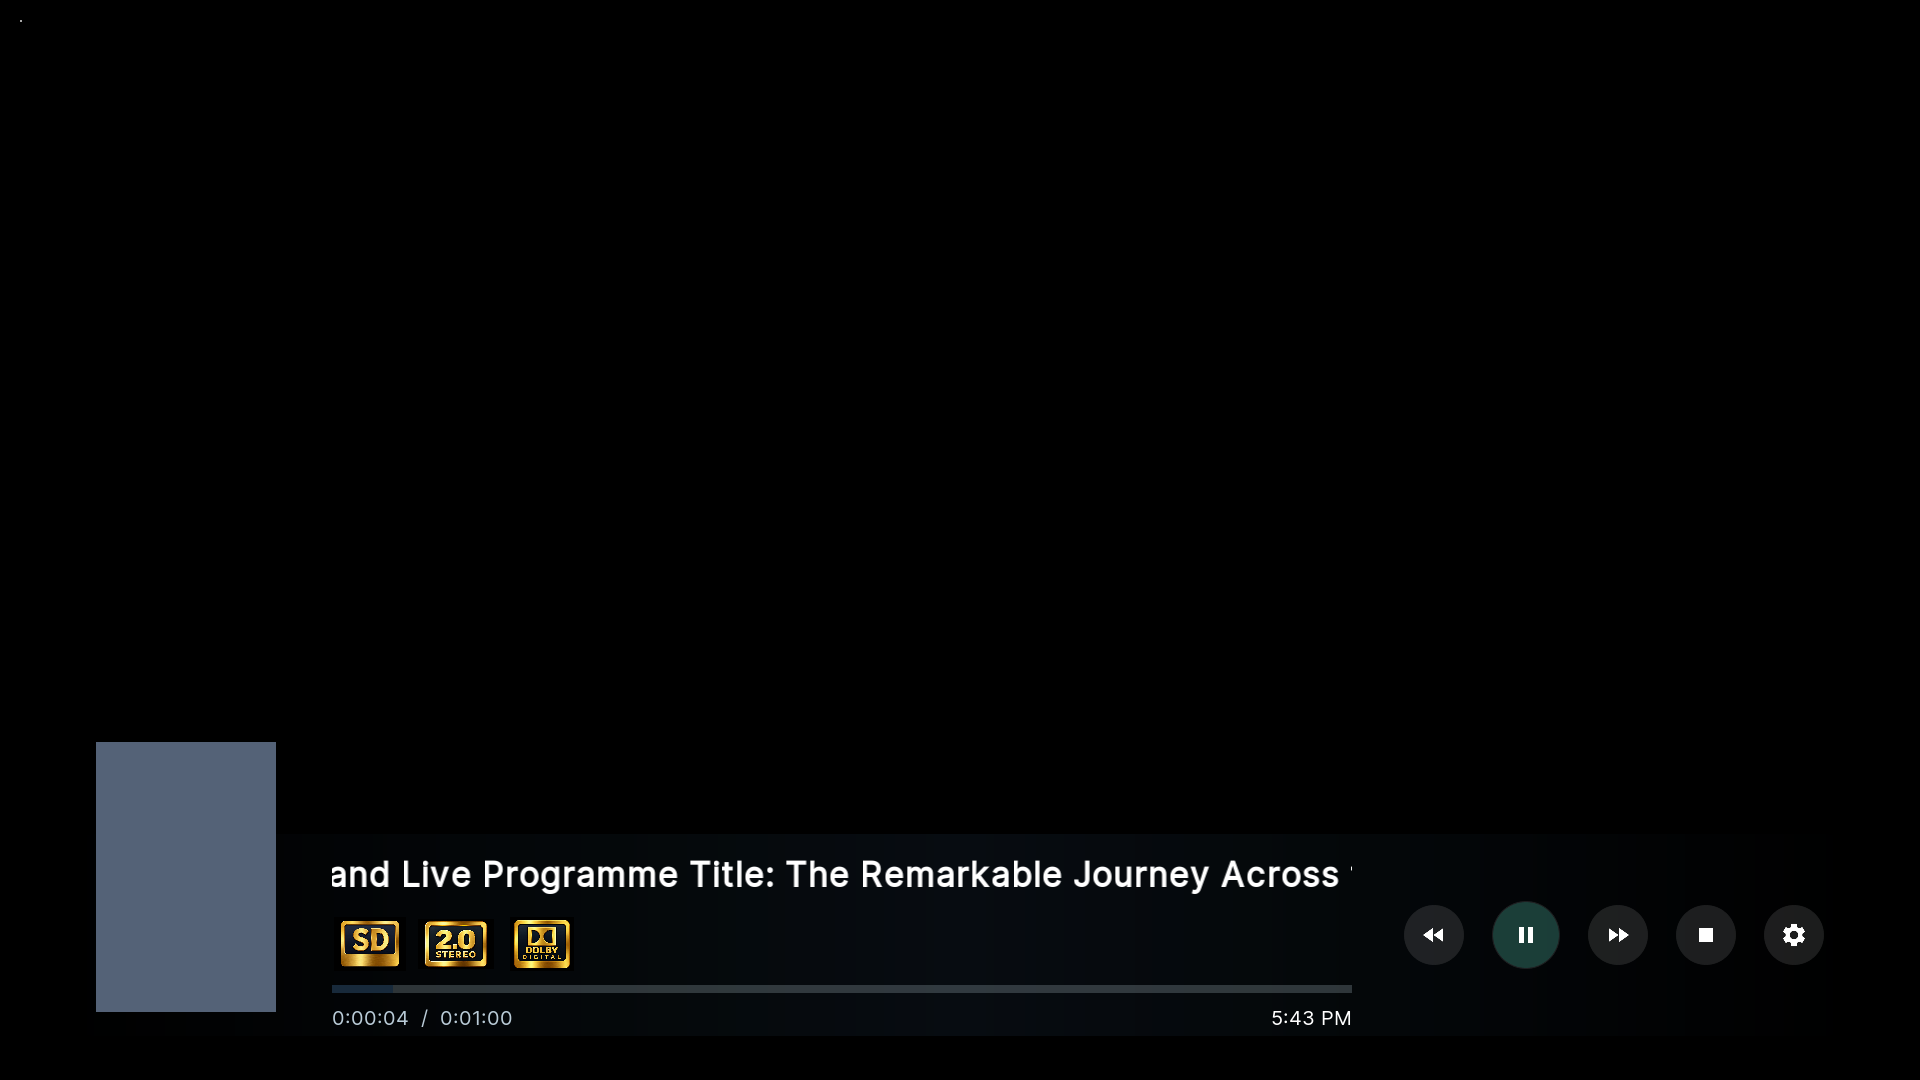 and Live Programme Title: The Remarkable Journey Across
SD
2.0 STEREO
DOLBY DIGITAL
0:00:04 / 0:01:00
5:43 PM